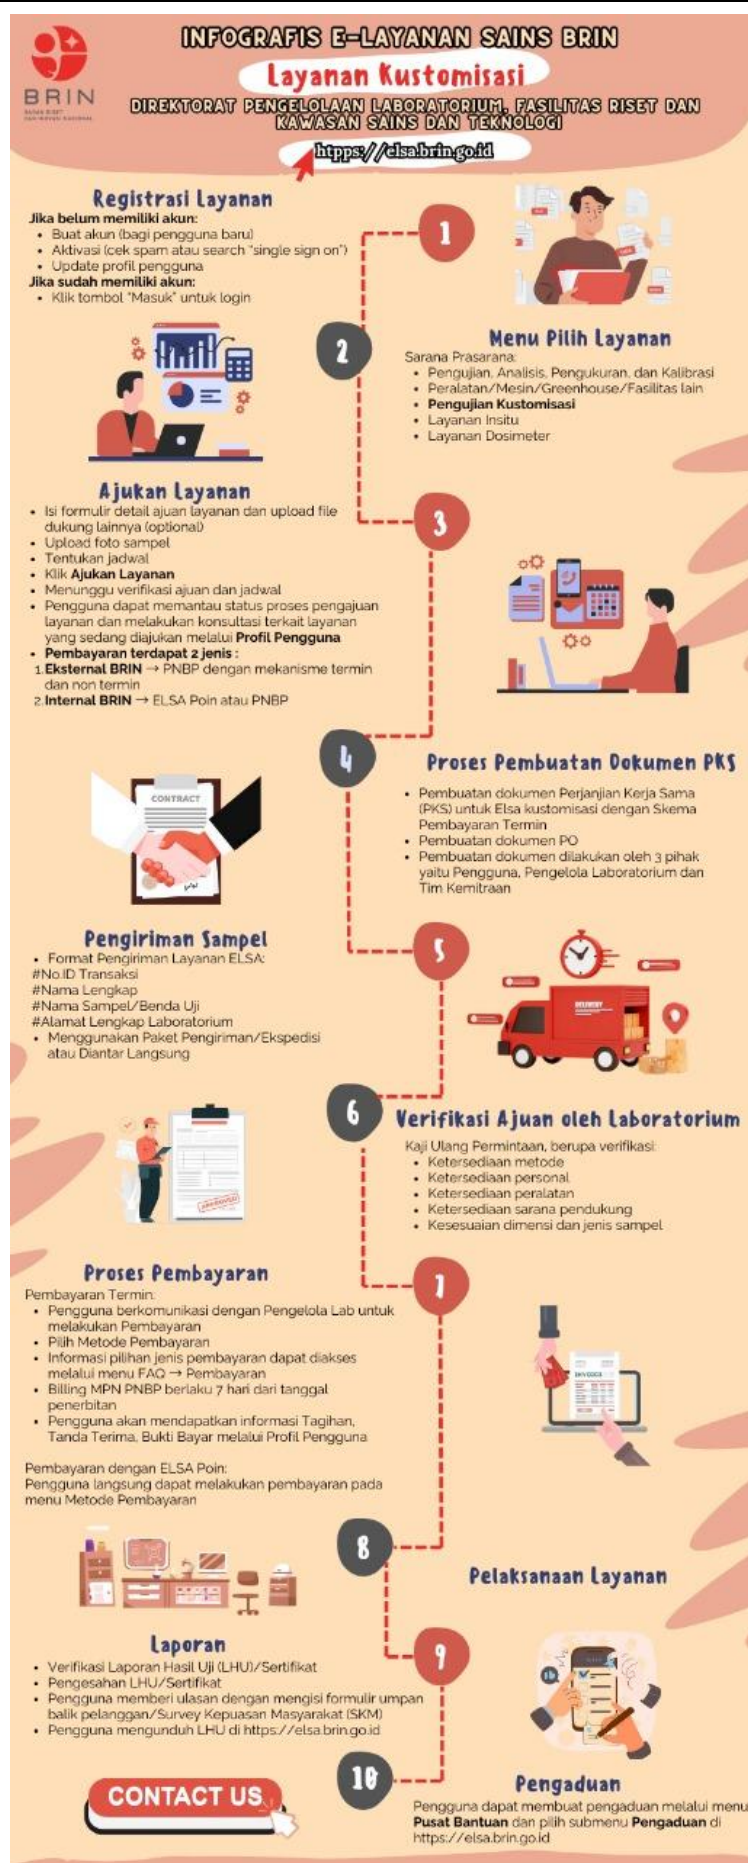 INFOGRAFIS E-LAYANAN SAINS BRIN
Layanan Kustomisasi
DIREKTORAT PENGELOLAAN LABORATORIUM, FASILITAS RISET DAN
KAWASAN SAINS DAN TEKNOLOGI
htpps://elsa.brin.go.id
BRIN
BADAN RISET
DAN INOVASI NASIONAL
1
Registrasi Layanan
Jika belum memiliki akun:
• Buat akun (bagi pengguna baru)
• Aktivasi (cek spam atau search "single sign on")
• Update profil pengguna
Jika sudah memiliki akun:
• Klik tombol "Masuk" untuk login
2
Menu Pilih Layanan
Sarana Prasarana:
• Pengujian, Analisis, Pengukuran, dan Kalibrasi
• Peralatan/Mesin/Greenhouse/Fasilitas lain
• Pengujian Kustomisasi
• Layanan Insitu
• Layanan Dosimeter
3
Ajukan Layanan
• Isi formulir detail ajuan layanan dan upload file
dukung lainnya (optional)
• Upload foto sampel
• Tentukan jadwal
• Klik Ajukan Layanan
• Menunggu verifikasi ajuan dan jadwal
• Pengguna dapat memantau status proses pengajuan
layanan dan melakukan konsultasi terkait layanan
yang sedang diajukan melalui Profil Pengguna
• Pembayaran terdapat 2 jenis :
1. Eksternal BRIN → PNBP dengan mekanisme termin
dan non termin
2. Internal BRIN → ELSA Poin atau PNBP
4
Proses Pembuatan Dokumen PKS
• Pembuatan dokumen Perjanjian Kerja Sama
(PKS) untuk Elsa kustomisasi dengan Skema
Pembayaran Termin
• Pembuatan dokumen PO
• Pembuatan dokumen dilakukan oleh 3 pihak
yaitu Pengguna, Pengelola Laboratorium dan
Tim Kemitraan
CONTRACT
5
Pengiriman Sampel
• Format Pengiriman Layanan ELSA:
#No.ID Transaksi
#Nama Lengkap
#Nama Sampel/Benda Uji
#Alamat Lengkap Laboratorium
• Menggunakan Paket Pengiriman/Ekspedisi
atau Diantar Langsung
DELIVERY
6
Verifikasi Ajuan oleh Laboratorium
Kaji Ulang Permintaan, berupa verifikasi:
• Ketersediaan metode
• Ketersediaan personal
• Ketersediaan peralatan
• Ketersediaan sarana pendukung
• Kesesuaian dimensi dan jenis sampel
APPROVED
7
Proses Pembayaran
Pembayaran Termin:
• Pengguna berkomunikasi dengan Pengelola Lab untuk
melakukan Pembayaran
• Pilih Metode Pembayaran
• Informasi pilihan jenis pembayaran dapat diakses
melalui menu FAQ → Pembayaran
• Billing MPN PNBP berlaku 7 hari dari tanggal
penerbitan
• Pengguna akan mendapatkan informasi Tagihan,
Tanda Terima, Bukti Bayar melalui Profil Pengguna
Pembayaran dengan ELSA Poin:
Pengguna langsung dapat melakukan pembayaran pada
menu Metode Pembayaran
INVOICE
8
Pelaksanaan Layanan
9
Laporan
• Verifikasi Laporan Hasil Uji (LHU)/Sertifikat
• Pengesahan LHU/Sertifikat
• Pengguna memberi ulasan dengan mengisi formulir umpan
balik pelanggan/Survey Kepuasan Masyarakat (SKM)
• Pengguna mengunduh LHU di https://elsa.brin.go.id
10
Pengaduan
Pengguna dapat membuat pengaduan melalui menu
Pusat Bantuan dan pilih submenu Pengaduan di
https://elsa.brin.go.id
CONTACT US